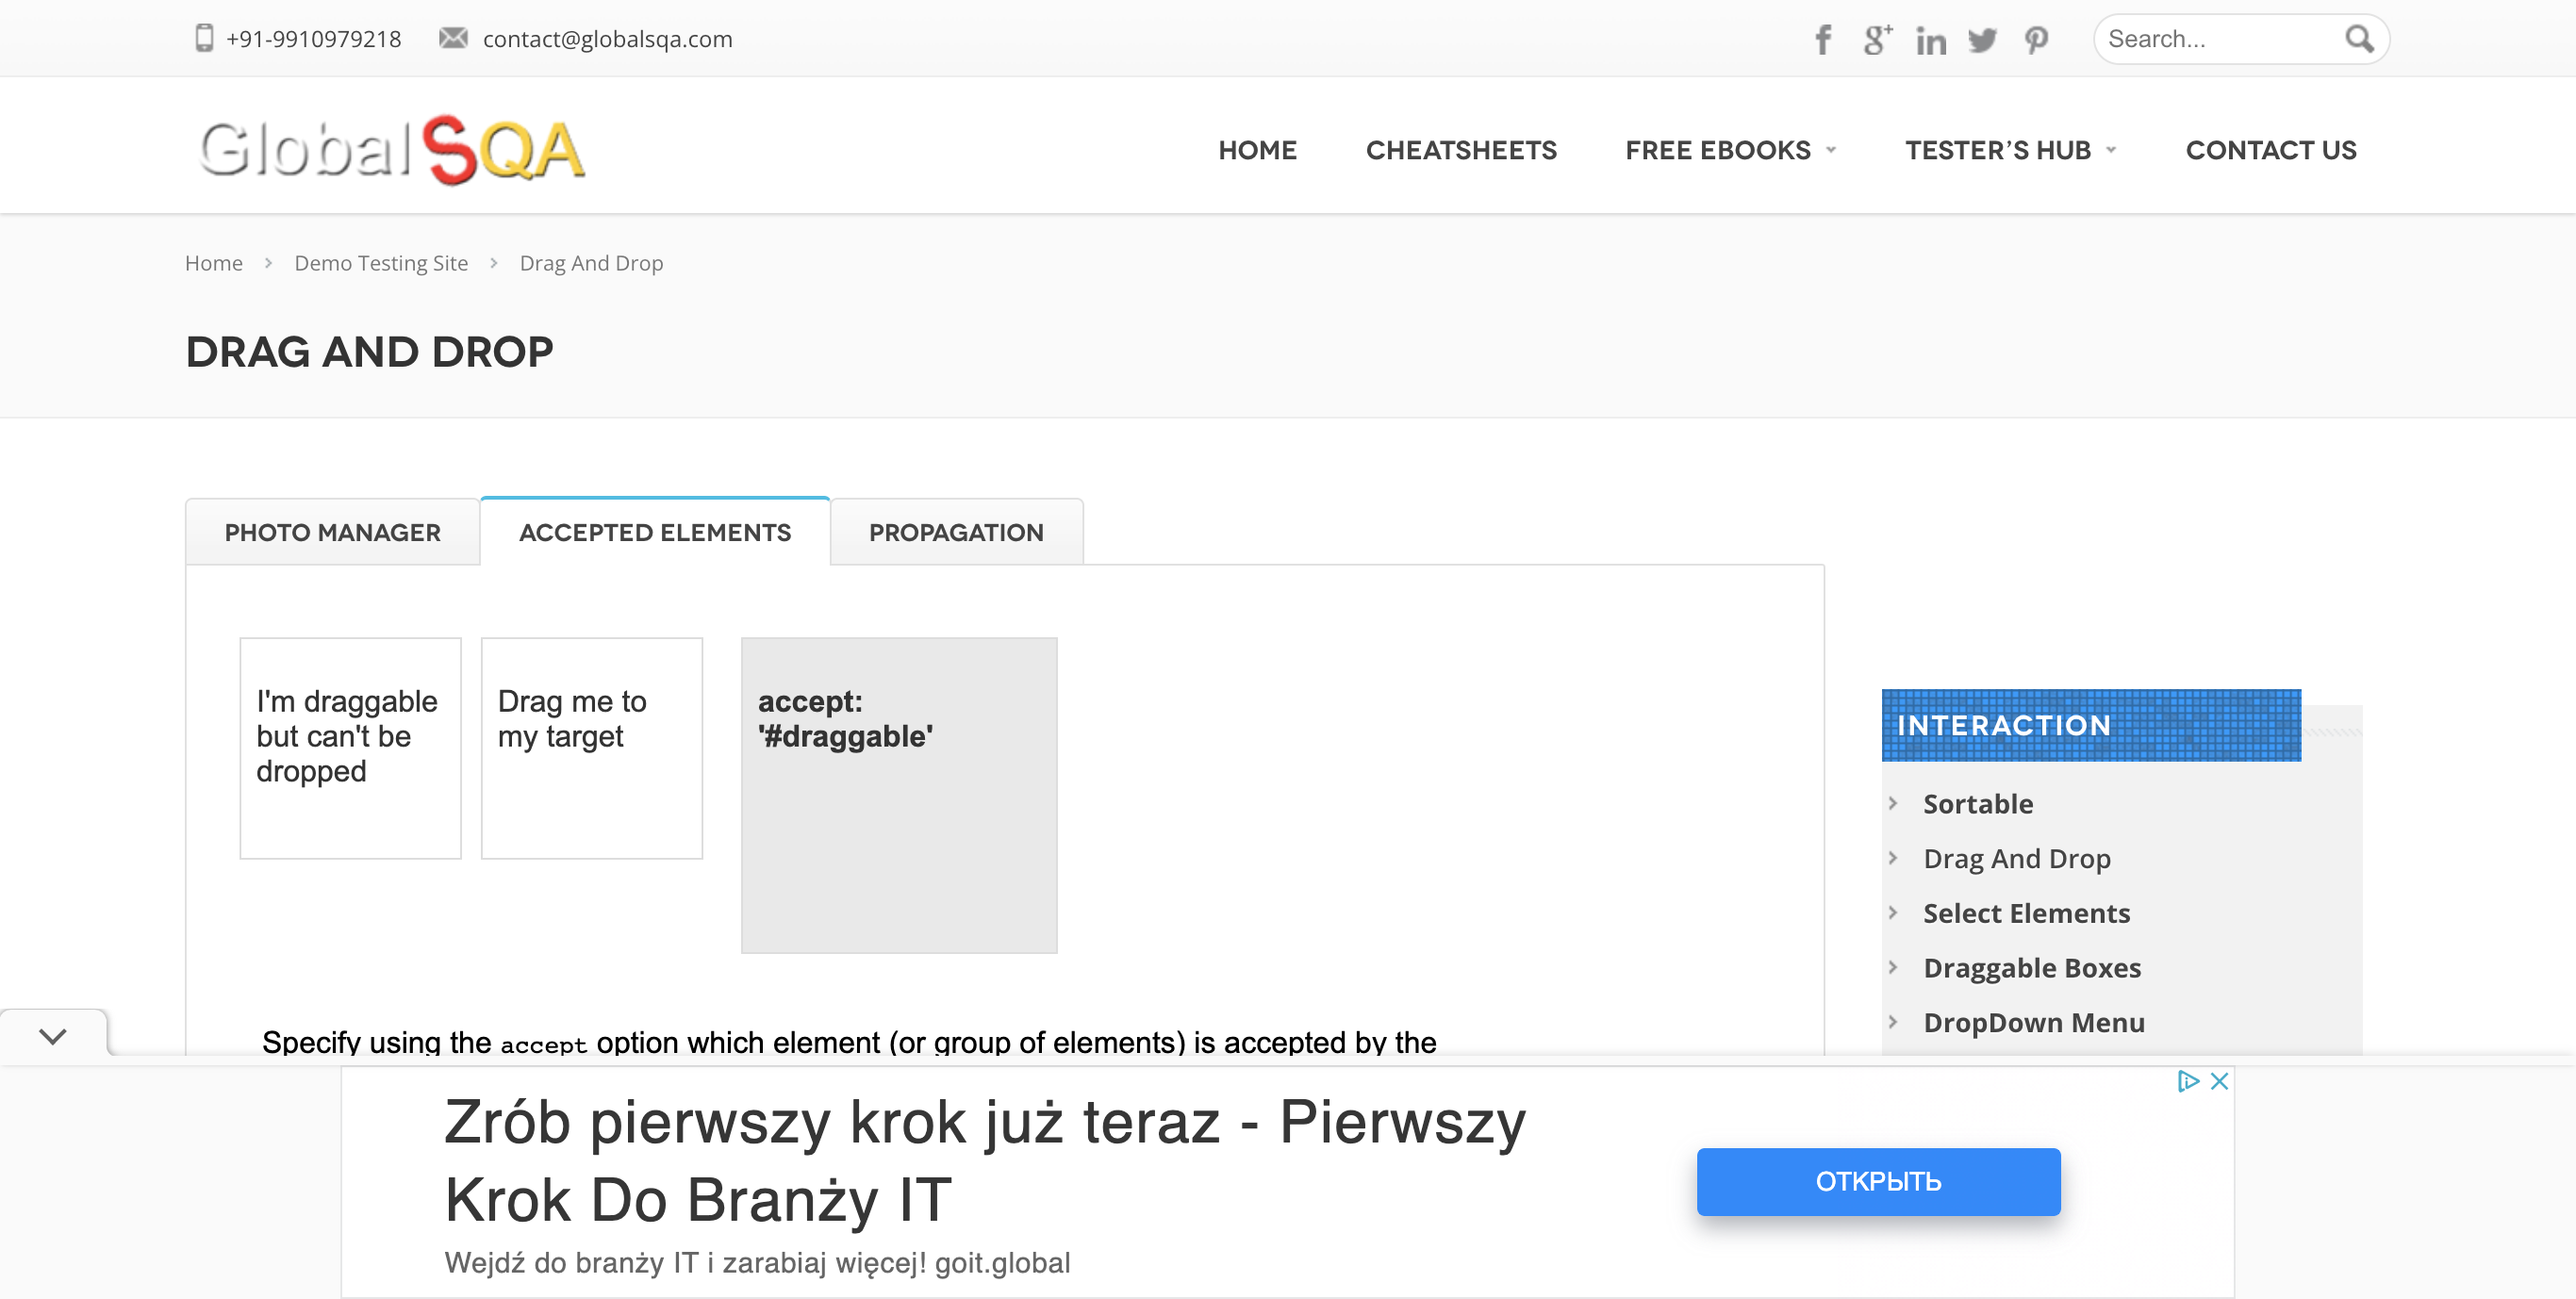 +91-9910979218 contact@globalsqa.com Search...
GlobalSQA
HOME CHEATSHEETS FREE EBOOKS TESTER’S HUB CONTACT US
Home Demo Testing Site Drag And Drop
DRAG AND DROP
PHOTO MANAGER ACCEPTED ELEMENTS PROPAGATION
I'm draggable
but can't be
dropped
Drag me to
my target
accept:
'#draggable'
Specify using the accept option which element (or group of elements) is accepted by the
INTERACTION
Sortable
Drag And Drop
Select Elements
Draggable Boxes
DropDown Menu
Zrób pierwszy krok już teraz - Pierwszy
Krok Do Branży IT
Wejdź do branży IT i zarabiaj więcej! goit.global
ОТКРЫТЬ